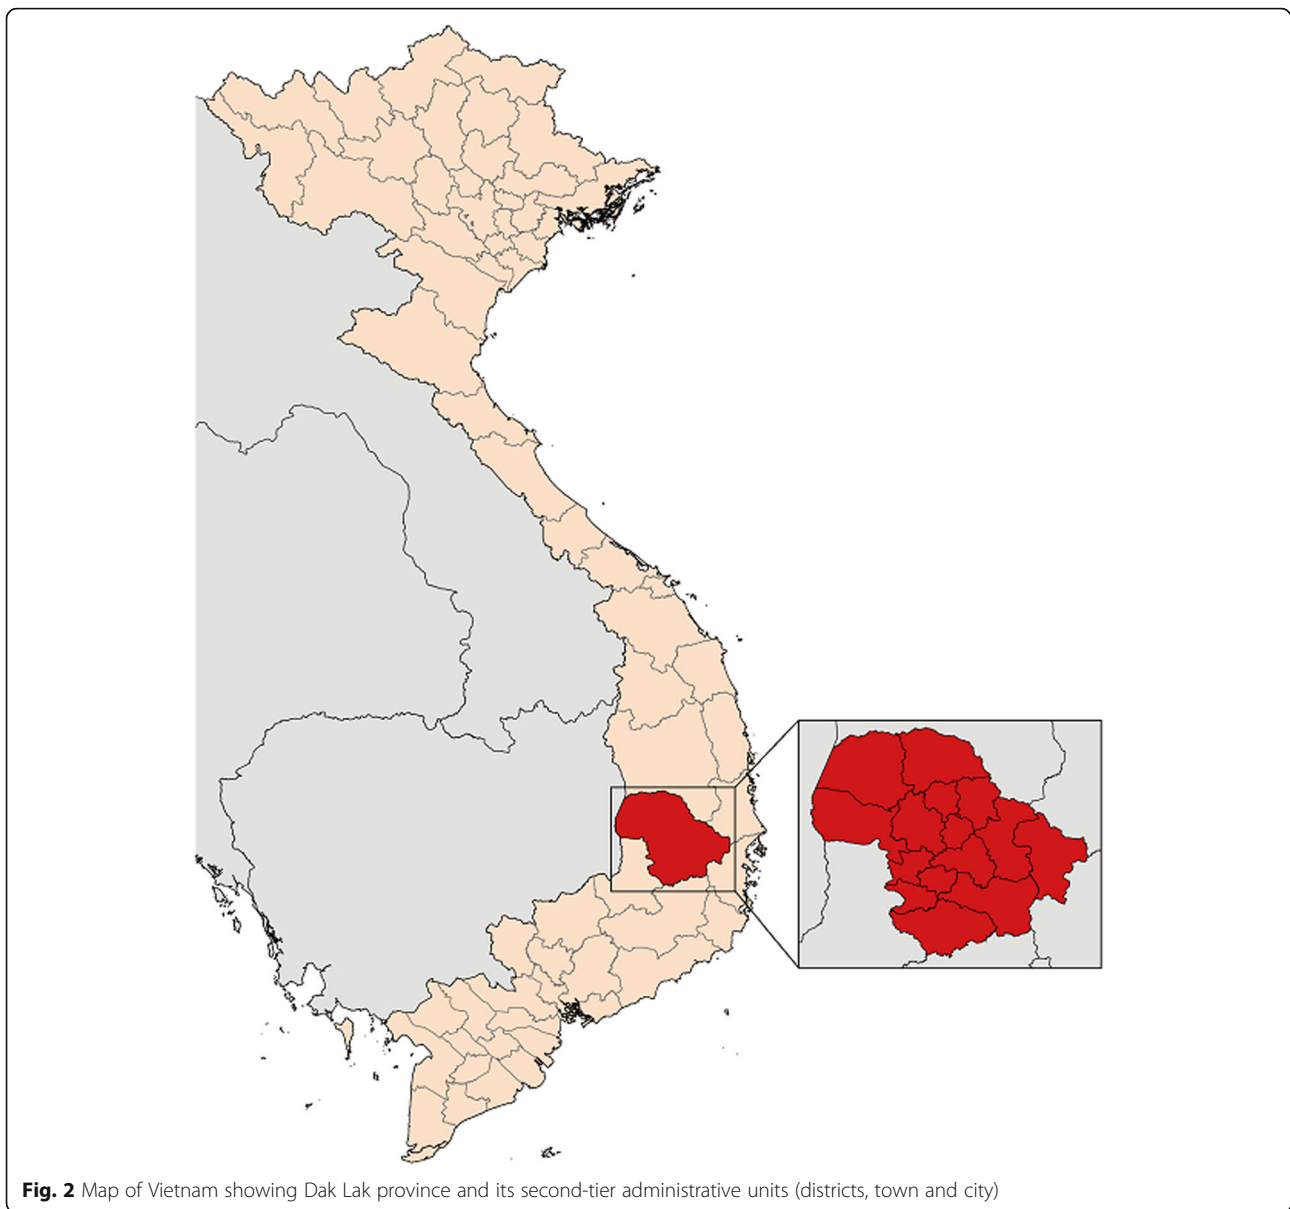 Fig. 2 Map of Vietnam showing Dak Lak province and its second-tier administrative units (districts, town and city)